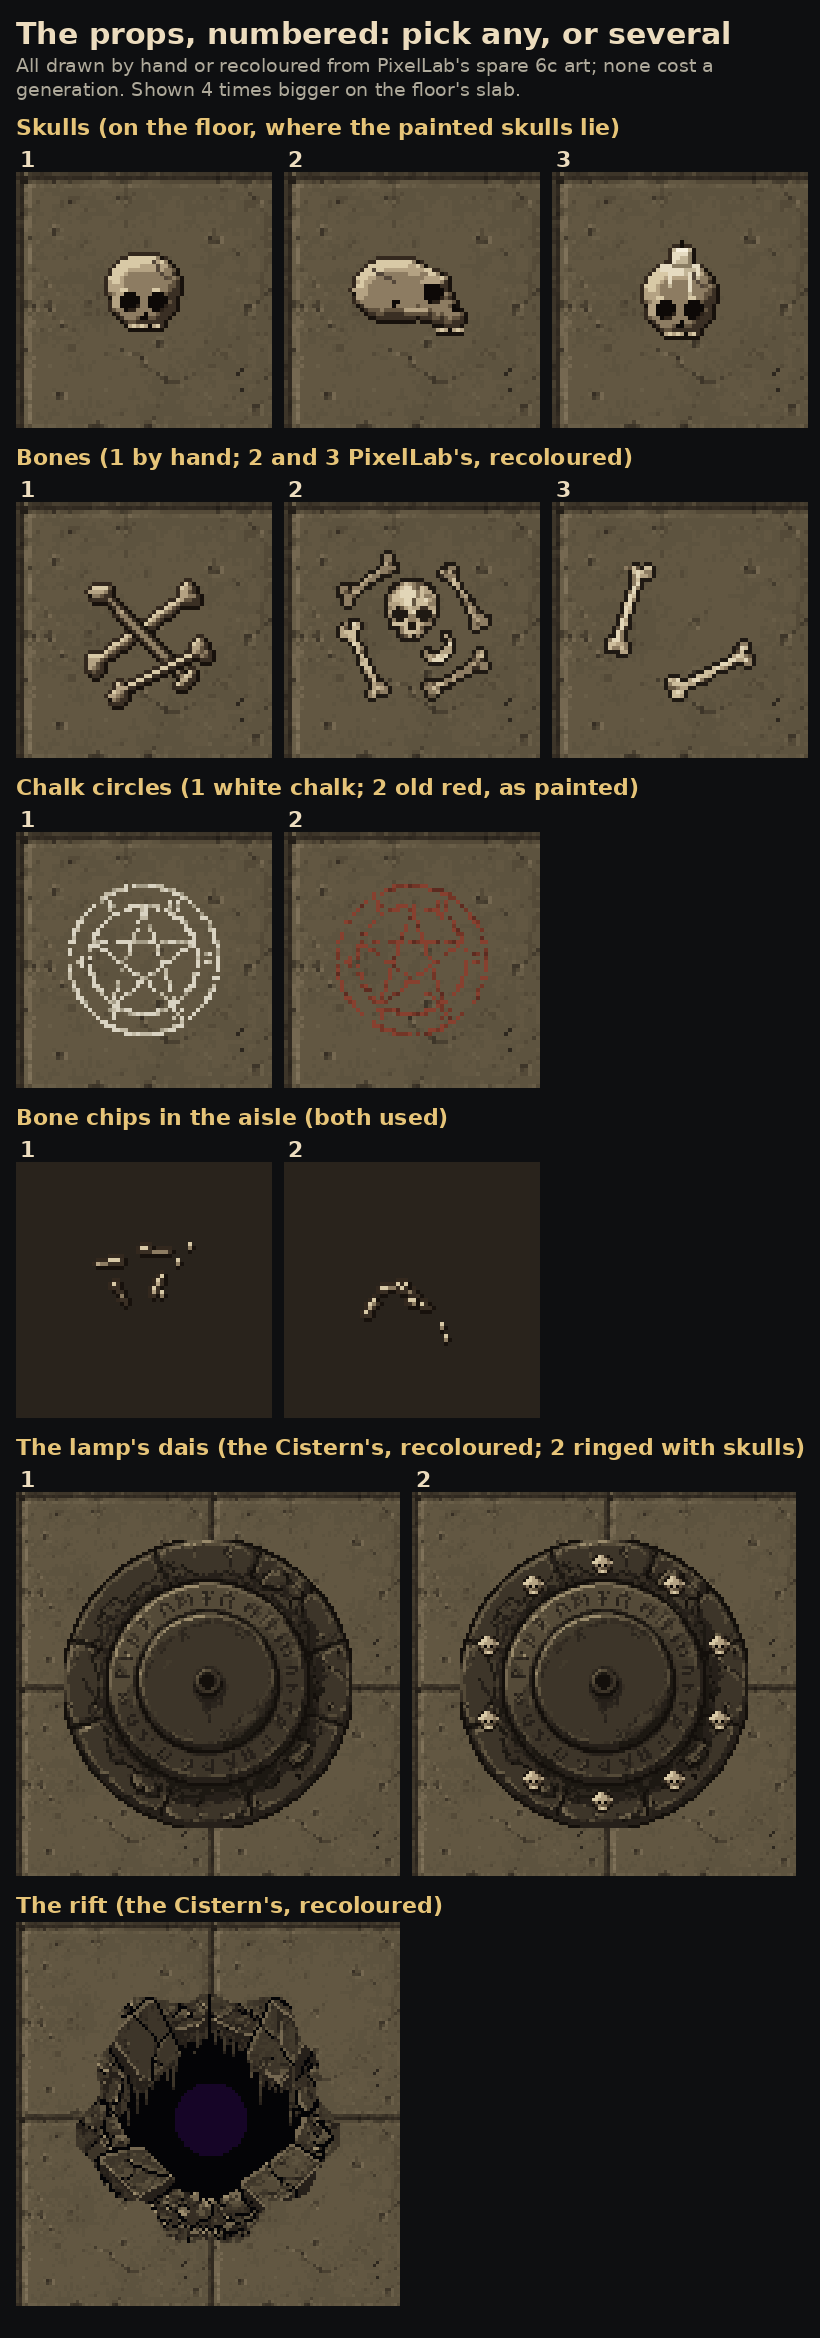 The props, numbered: pick any, or several
All drawn by hand or recoloured from PixelLab's spare 6c art; none cost a
generation. Shown 4 times bigger on the floor's slab.
Skulls (on the floor, where the painted skulls lie)
1 2 3
Bones (1 by hand; 2 and 3 PixelLab's, recoloured)
1 2 3
Chalk circles (1 white chalk; 2 old red, as painted)
1 2
Bone chips in the aisle (both used)
1 2
The lamp's dais (the Cistern's, recoloured; 2 ringed with skulls)
1 2
The rift (the Cistern's, recoloured)